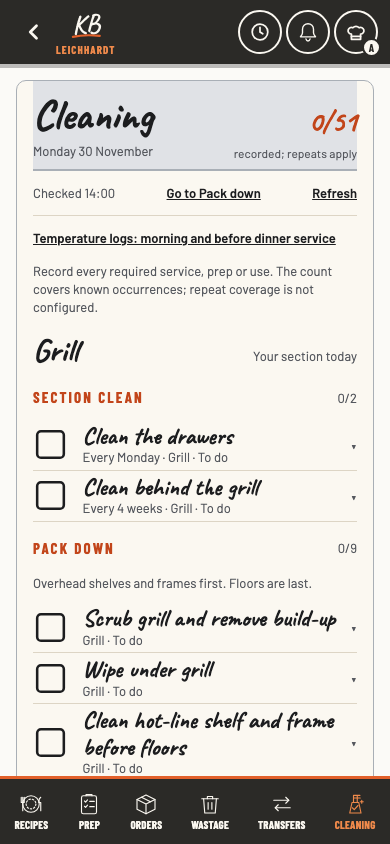 KB
LEICHHARDT
A
Cleaning
0/51
Monday 30 November
recorded; repeats apply
Checked 14:00
Go to Pack down
Refresh
Temperature logs: morning and before dinner service
Record every required service, prep or use. The count
covers known occurrences; repeat coverage is not
configured.
Grill
Your section today
SECTION CLEAN
0/2
Clean the drawers
Every Monday · Grill · To do
Clean behind the grill
Every 4 weeks · Grill · To do
PACK DOWN
0/9
Overhead shelves and frames first. Floors are last.
Scrub grill and remove build-up
Grill · To do
Wipe under grill
Grill · To do
Clean hot-line shelf and frame
before floors
Grill · To do
RECIPES
PREP
ORDERS
WASTAGE
TRANSFERS
CLEANING